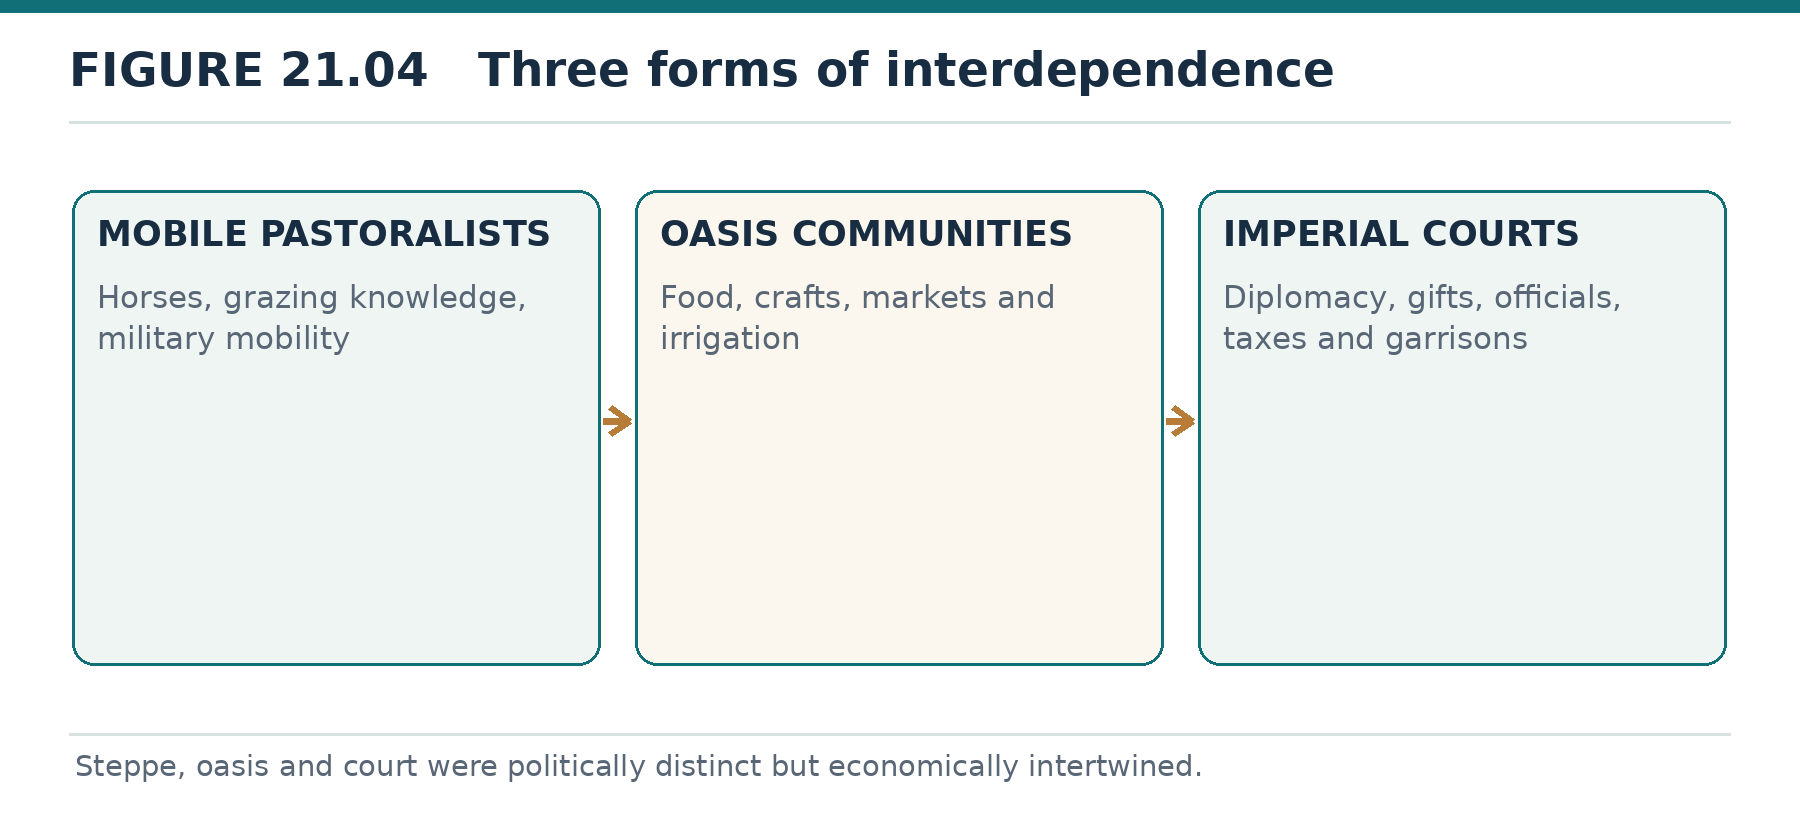 FIGURE 21.04 Three forms of interdependence
MOBILE PASTORALISTS
Horses, grazing knowledge,
military mobility
OASIS COMMUNITIES
Food, crafts, markets and
irrigation
IMPERIAL COURTS
Diplomacy, gifts, officials,
taxes and garrisons
Steppe, oasis and court were politically distinct but economically intertwined.